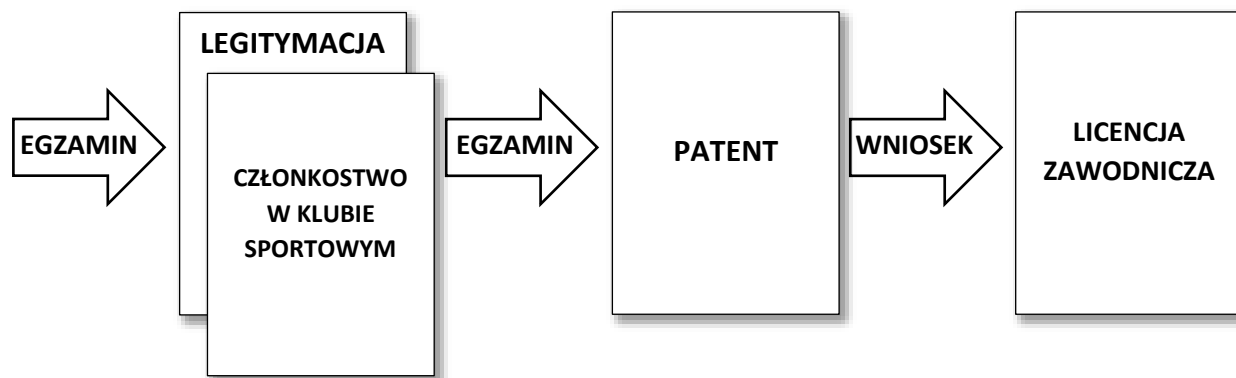 EGZAMIN
LEGITYMACJA
CZŁONKOSTWO
W KLUBIE
SPORTOWYM
EGZAMIN
PATENT
WNIOSEK
LICENCJA
ZAWODNICZA